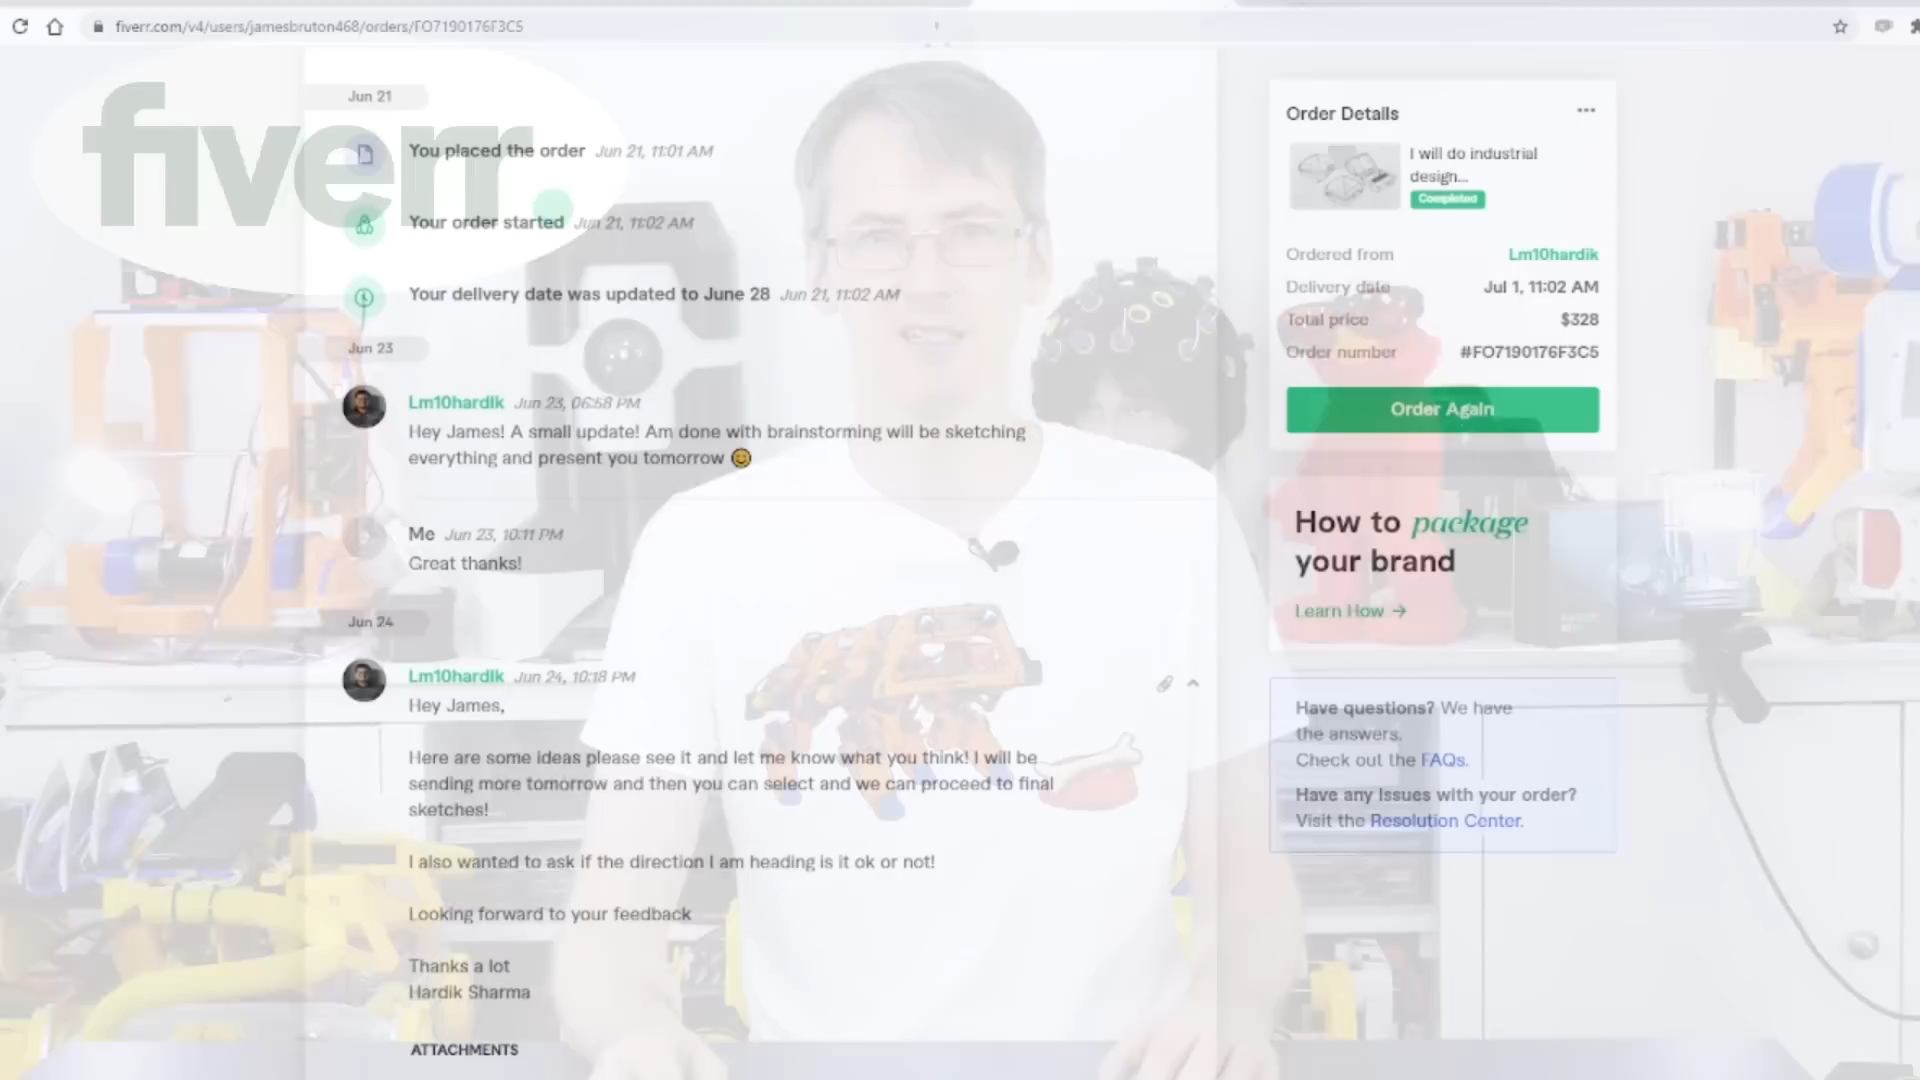 fiverr.com/v4/users/jamesbruton468/orders/FO7190176F3C5
fiverr.
Jun 21
You placed the order Jun 21, 11:01 AM
Your order started Jun 21, 11:02 AM
Your delivery date was updated to June 28 Jun 21, 11:02 AM
Jun 23
Lm10hardik Jun 23, 06:58 PM
Hey James! A small update! Am done with brainstorming will be sketching
everything and present you tomorrow
Me Jun 23, 10:11 PM
Great thanks!
Jun 24
Lm10hardik Jun 24, 10:18 PM
Hey James,
Here are some ideas please see it and let me know what you think! I will be
sending more tomorrow and then you can select and we can proceed to final
sketches!
I also wanted to ask if the direction I am heading is it ok or not!
Looking forward to your feedback
Thanks a lot
Hardik Sharma
ATTACHMENTS
Order Details
I will do industrial
design...
Completed
Ordered from Lm10hardik
Delivery date Jul 1, 11:02 AM
Total price $328
Order number #FO7190176F3C5
Order Again
How to package
your brand
Learn How →
Have questions? We have
the answers.
Check out the FAQs.
Have any Issues with your order?
Visit the Resolution Center.